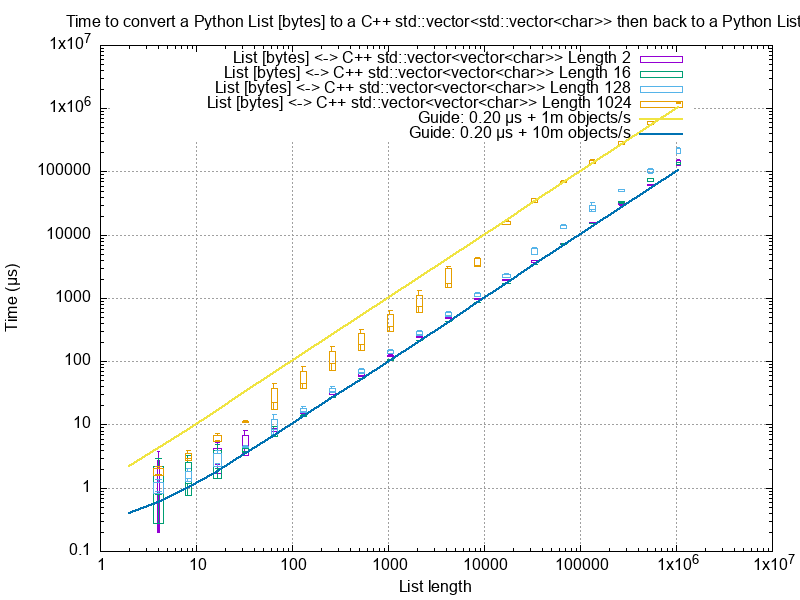 Time to convert a Python List [bytes] to a C++ std::vector<std::vector<char>> then back to a Python List
1x10^7
List [bytes] <-> C++ std::vector<vector<char>> Length 2
List [bytes] <-> C++ std::vector<vector<char>> Length 16
List [bytes] <-> C++ std::vector<vector<char>> Length 128
List [bytes] <-> C++ std::vector<vector<char>> Length 1024
1x10^6
Guide: 0.20 µs + 1m objects/s
Guide: 0.20 µs + 10m objects/s
100000
10000
1000
100
10
1
0.1
Time (µs)
1 10 100 1000 10000 100000 1x10^6 1x10^7
List length